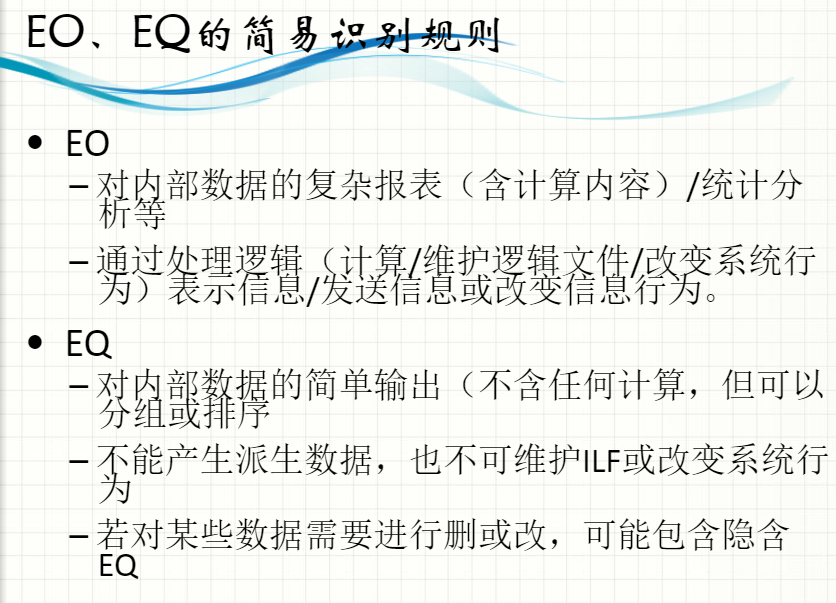 EO、EQ的简易识别规则
• EO
– 对内部数据的复杂报表（含计算内容）/统计分
析等
– 通过处理逻辑（计算/维护逻辑文件/改变系统行
为）表示信息/发送信息或改变信息行为。
• EQ
– 对内部数据的简单输出（不含任何计算，但可以
分组或排序
– 不能产生派生数据，也不可维护ILF或改变系统行
为
– 若对某些数据需要进行删或改，可能包含隐含
EQ